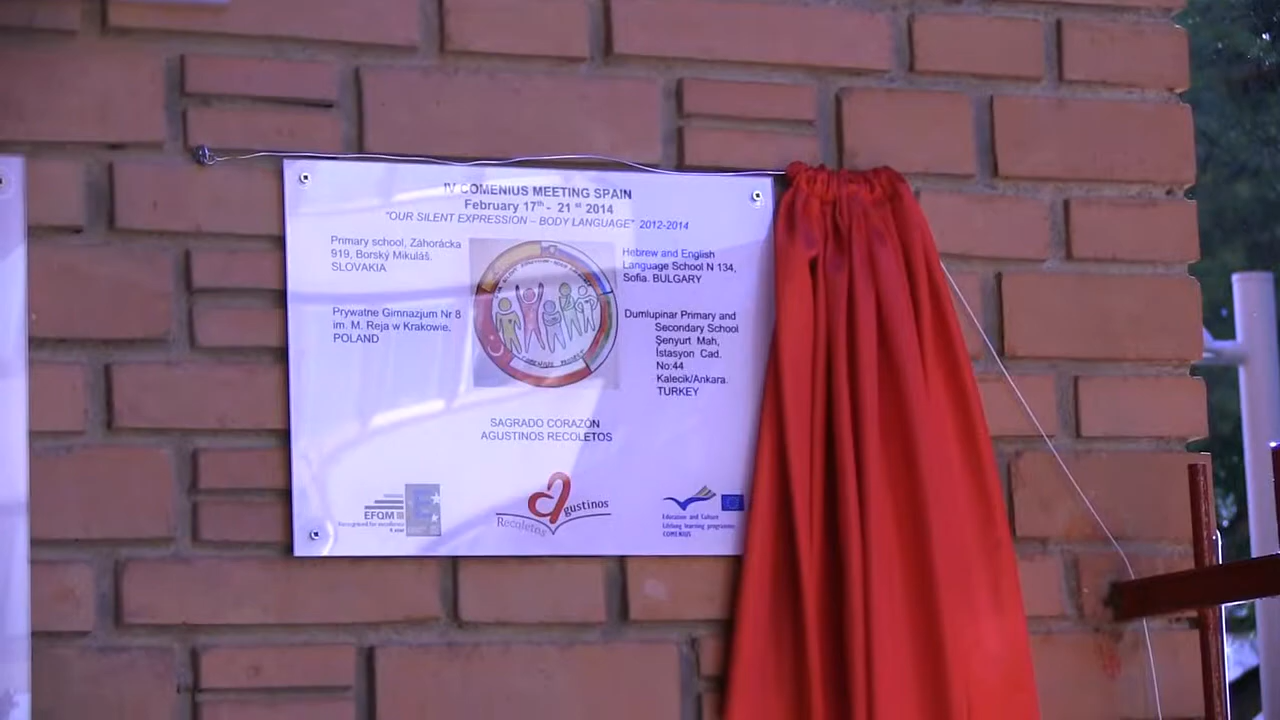 IV COMENIUS MEETING SPAIN
February 17th - 21 st 2014
"OUR SILENT EXPRESSION – BODY LANGUAGE" 2012-2014
Primary school, Záhorácka
919, Borský Mikuláš,
SLOVAKIA
Prywatne Gimnazjum Nr 8
im. M. Reja w Krakowie,
POLAND
Hebrew and English
Language School N 134,
Sofia. BULGARY
Dumlupinar Primary and
Secondary School
Şenyurt Mah,
İstasyon Cad.
No:44
Kalecik/Ankara.
TURKEY
COMENIUS PROJECT
SAGRADO CORAZÓN
AGUSTINOS RECOLETOS
EFQM
Recognised for excellence
Agustinos
Recoletos
Education and Culture
Lifelong learning programme
COMENIUS